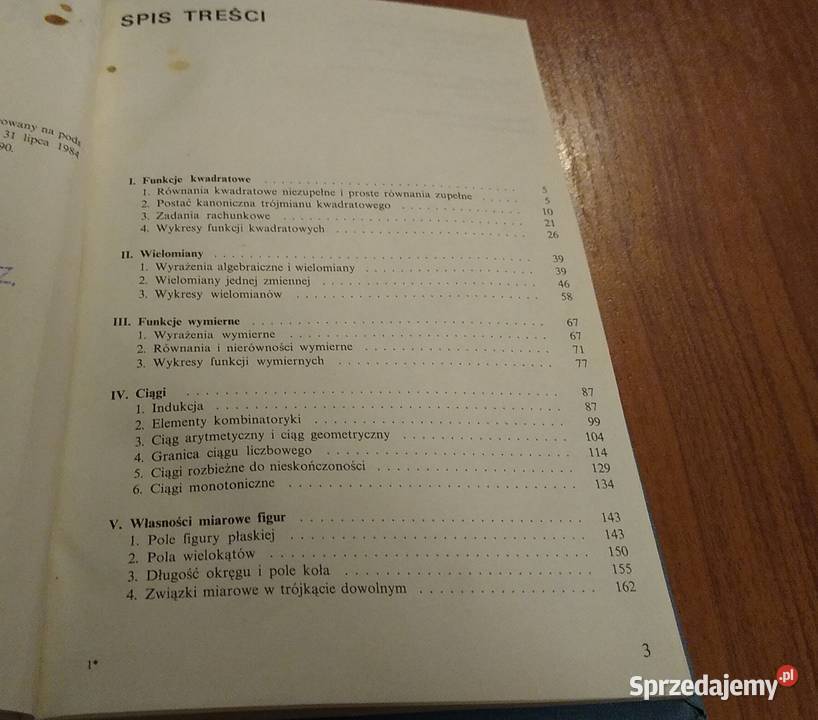 SPIS TREŚCI
owany na pods
31 lipca 1984
90.
I. Funkcje kwadratowe 5
1. Równania kwadratowe niezupełne i proste równania zupełne 5
2. Postać kanoniczna trójmianu kwadratowego 10
3. Zadania rachunkowe 21
4. Wykresy funkcji kwadratowych 26
II. Wielomiany 39
1. Wyrażenia algebraiczne i wielomiany 39
2. Wielomiany jednej zmiennej 46
3. Wykresy wielomianów 58
III. Funkcje wymierne 67
1. Wyrażenia wymierne 67
2. Równania i nierówności wymierne 71
3. Wykresy funkcji wymiernych 77
IV. Ciągi 87
1. Indukcja 87
2. Elementy kombinatoryki 99
3. Ciąg arytmetyczny i ciąg geometryczny 104
4. Granica ciągu liczbowego 114
5. Ciągi rozbieżne do nieskończoności 129
6. Ciągi monotoniczne 134
V. Własności miarowe figur 143
1. Pole figury płaskiej 143
2. Pola wielokątów 150
3. Długość okręgu i pole koła 155
4. Związki miarowe w trójkącie dowolnym 162
1*
3
Sprzedajemy.pl